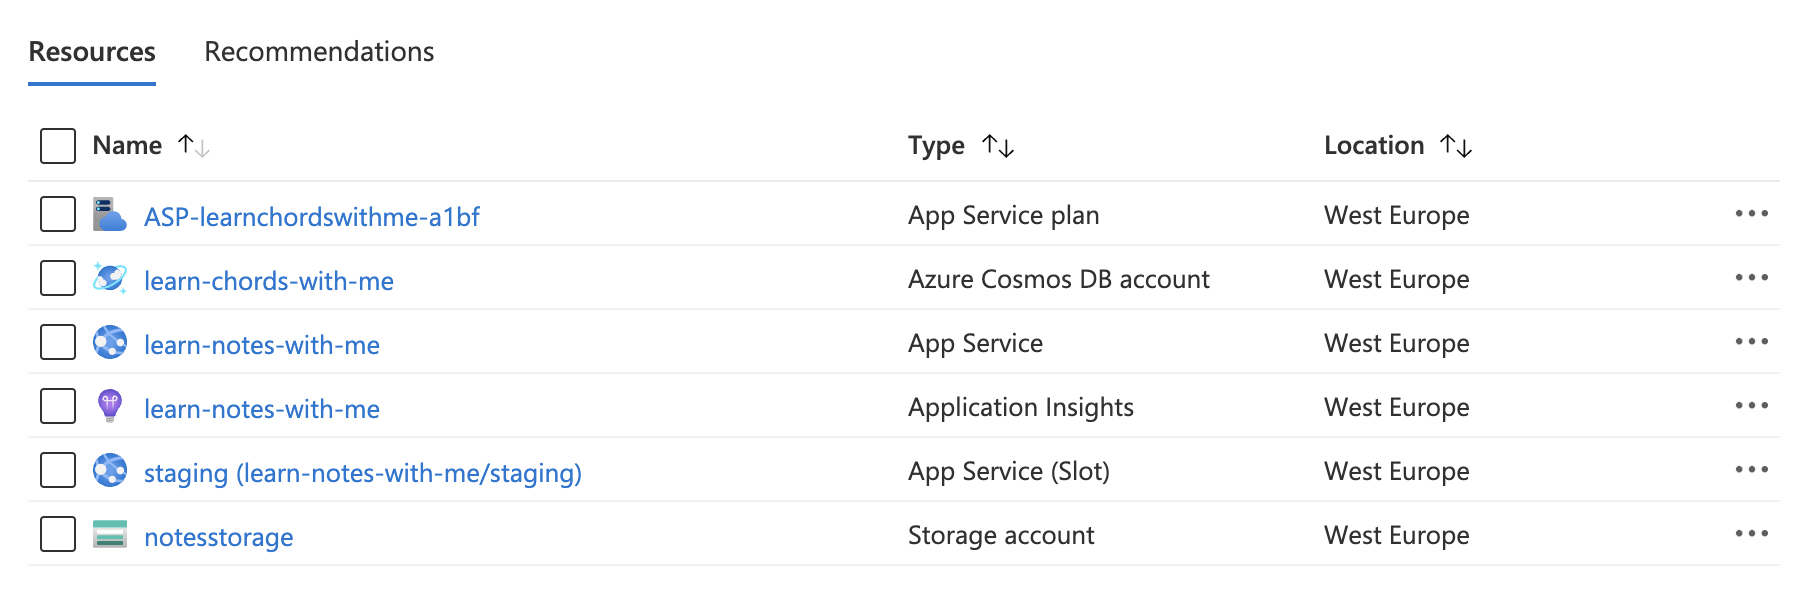 Resources Recommendations
Name Type Location
ASP-learnchordswithme-a1bf App Service plan West Europe
learn-chords-with-me Azure Cosmos DB account West Europe
learn-notes-with-me App Service West Europe
learn-notes-with-me Application Insights West Europe
staging (learn-notes-with-me/staging) App Service (Slot) West Europe
notesstorage Storage account West Europe